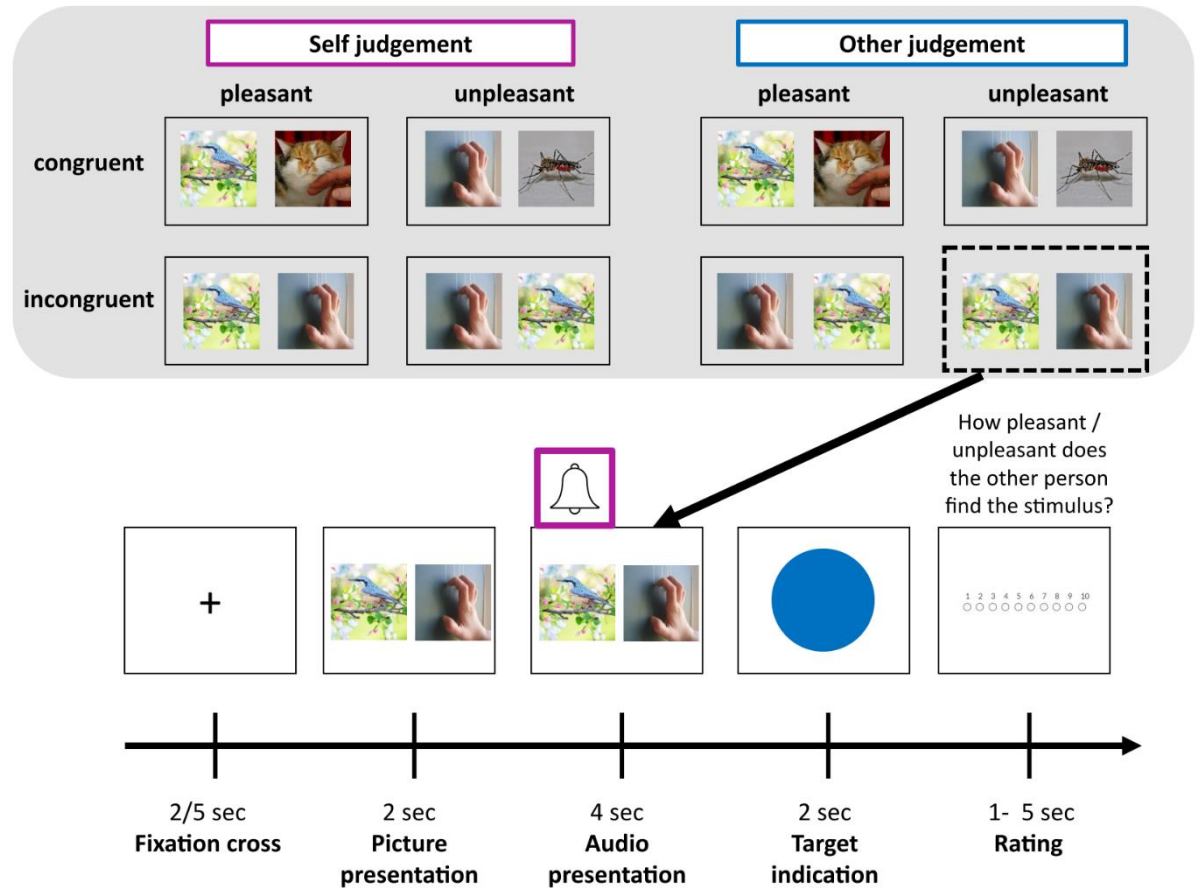 Self judgement
Other judgement
pleasant
unpleasant
pleasant
unpleasant
congruent
incongruent
How pleasant /
unpleasant does
the other person
find the stimulus?
+
1 2 3 4 5 6 7 8 9 10
2/5 sec
Fixation cross
2 sec
Picture
presentation
4 sec
Audio
presentation
2 sec
Target
indication
1- 5 sec
Rating